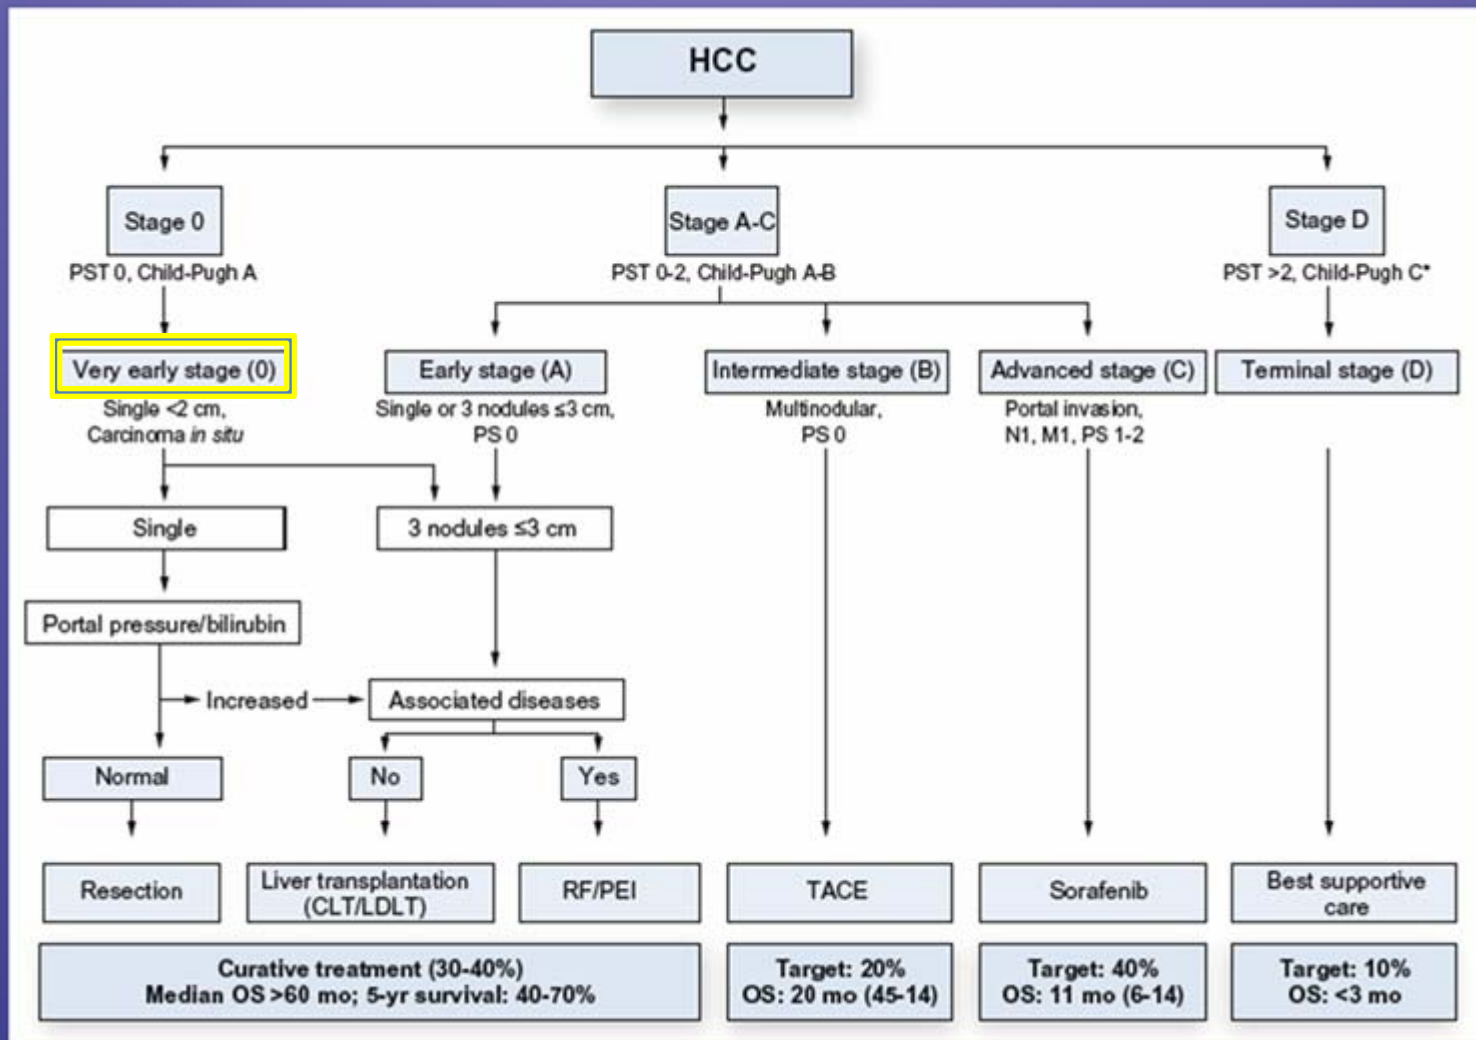 HCC
Stage 0
PST 0, Child-Pugh A
Stage A-C
PST 0-2, Child-Pugh A-B
Stage D
PST >2, Child-Pugh C*
Very early stage (0)
Single <2 cm,
Carcinoma in situ
Early stage (A)
Single or 3 nodules ≤3 cm,
PS 0
Intermediate stage (B)
Multinodular,
PS 0
Advanced stage (C)
Portal invasion,
N1, M1, PS 1-2
Terminal stage (D)
Single
3 nodules ≤3 cm
Portal pressure/bilirubin
Increased
Associated diseases
Normal
No
Yes
Resection
Liver transplantation
(CLT/LDLT)
RF/PEI
TACE
Sorafenib
Best supportive
care
Curative treatment (30-40%)
Median OS >60 mo; 5-yr survival: 40-70%
Target: 20%
OS: 20 mo (45-14)
Target: 40%
OS: 11 mo (6-14)
Target: 10%
OS: <3 mo